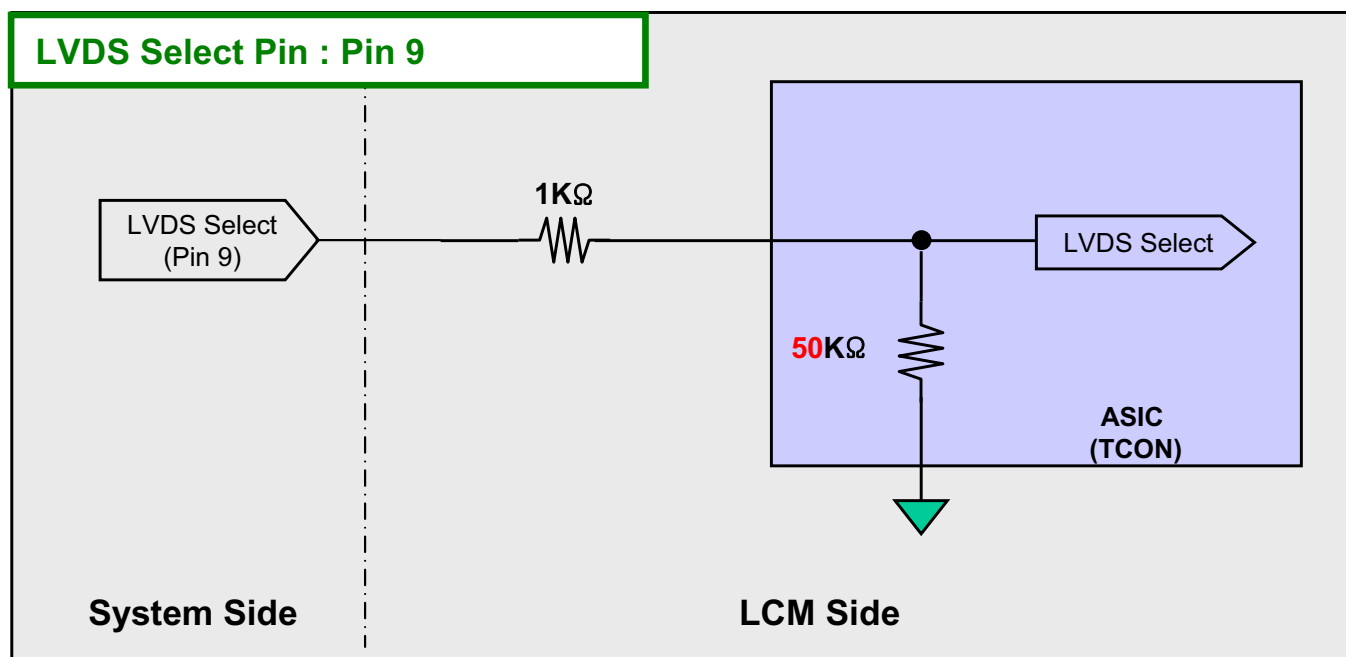 LVDS Select Pin : Pin 9
1KΩ
LVDS Select
(Pin 9)
LVDS Select
50KΩ
ASIC
(TCON)
System Side
LCM Side